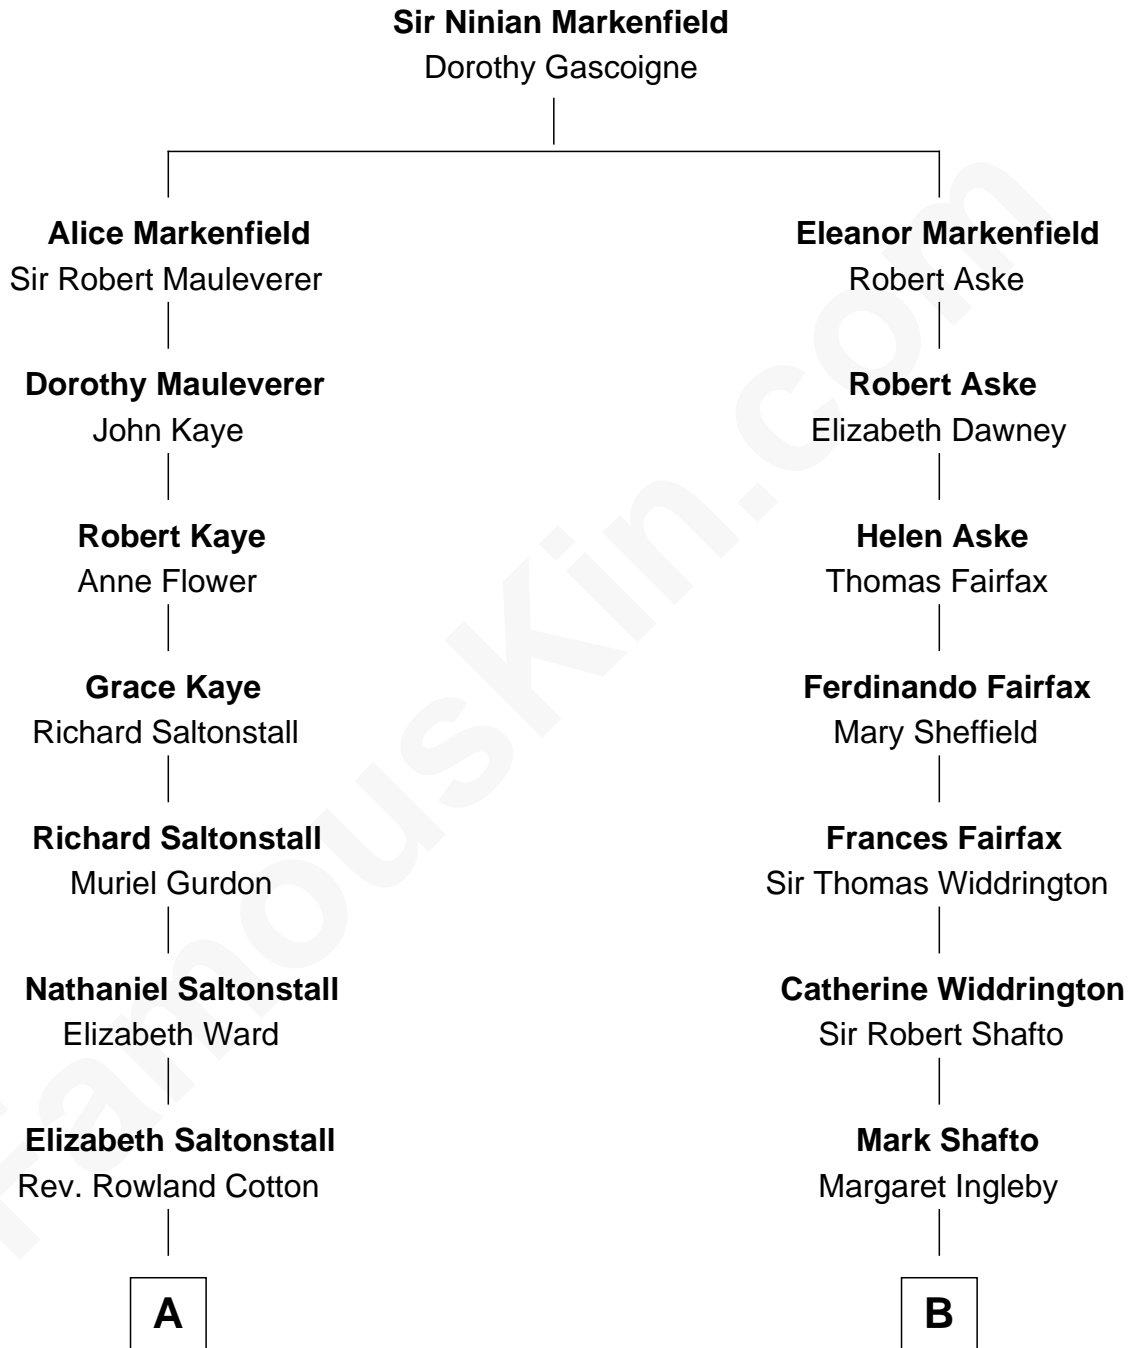 Sir Ninian Markenfield
Dorothy Gascoigne
Alice Markenfield
Sir Robert Mauleverer
Eleanor Markenfield
Robert Aske
Dorothy Mauleverer
John Kaye
Robert Aske
Elizabeth Dawney
Robert Kaye
Anne Flower
Helen Aske
Thomas Fairfax
Grace Kaye
Richard Saltonstall
Ferdinando Fairfax
Mary Sheffield
Richard Saltonstall
Muriel Gurdon
Frances Fairfax
Sir Thomas Widdrington
Nathaniel Saltonstall
Elizabeth Ward
Catherine Widdrington
Sir Robert Shafto
Elizabeth Saltonstall
Rev. Rowland Cotton
Mark Shafto
Margaret Ingleby
A
B
FamousKin.com